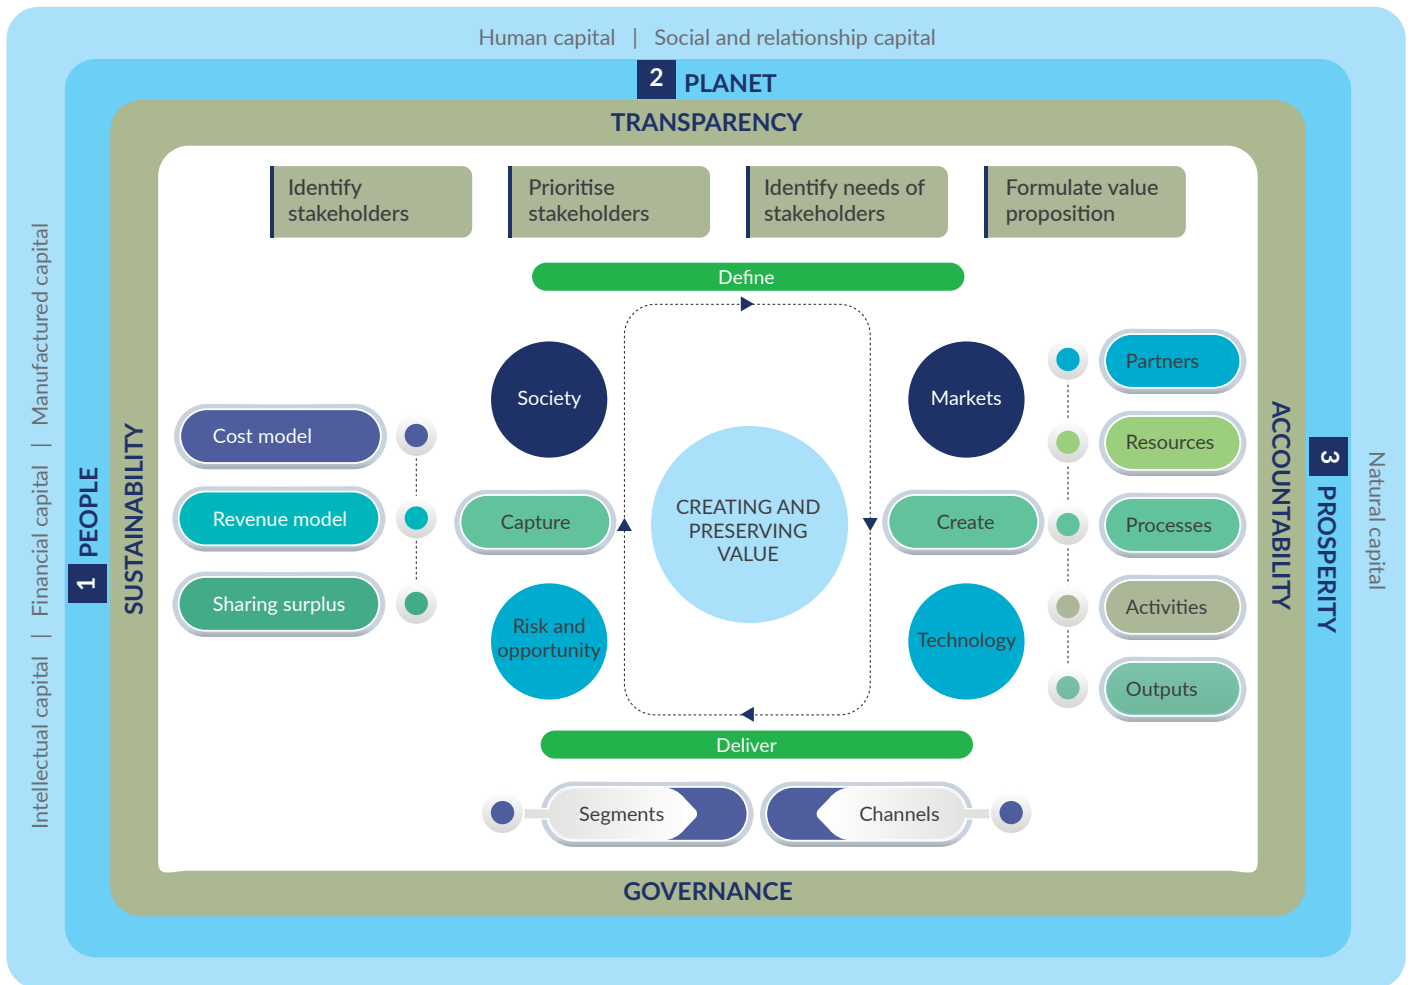 Human capital | Social and relationship capital
2 PLANET
TRANSPARENCY
Identify
stakeholders
Prioritise
stakeholders
Identify needs of
stakeholders
Formulate value
proposition
Define
Intellectual capital | Financial capital | Manufactured capital
1 PEOPLE
SUSTAINABILITY
Cost model
Revenue model
Sharing surplus
Society
Capture
Risk and
opportunity
CREATING AND
PRESERVING
VALUE
Markets
Create
Technology
Partners
Resources
Processes
Activities
Outputs
ACCOUNTABILITY
3 PROSPERITY
Natural capital
Deliver
Segments
Channels
GOVERNANCE